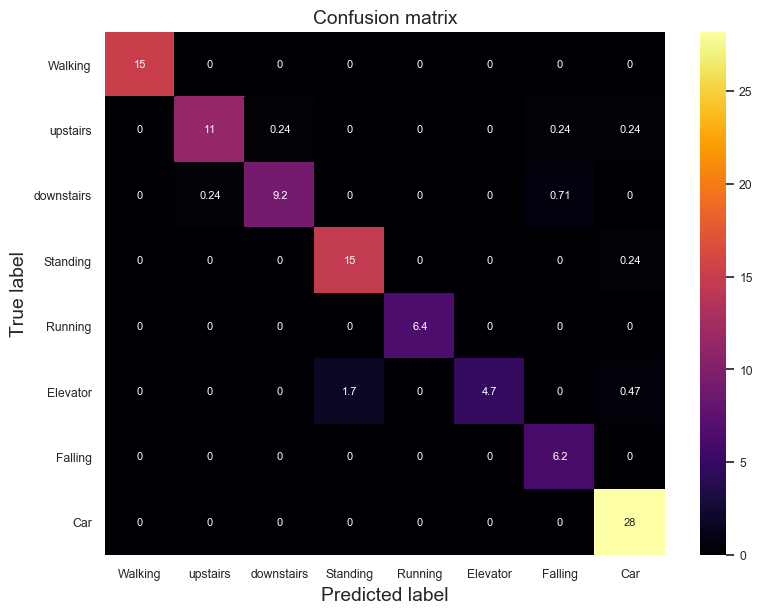 Confusion matrix
Walking 15 0 0 0 0 0 0 0
upstairs 0 11 0.24 0 0 0 0.24 0.24
downstairs 0 0.24 9.2 0 0 0 0.71 0
Standing 0 0 0 15 0 0 0 0.24
Running 0 0 0 0 6.4 0 0 0
Elevator 0 0 0 1.7 0 4.7 0 0.47
Falling 0 0 0 0 0 0 6.2 0
Car 0 0 0 0 0 0 0 28
Walking upstairs downstairs Standing Running Elevator Falling Car
Predicted label
True label
25
20
15
10
5
0